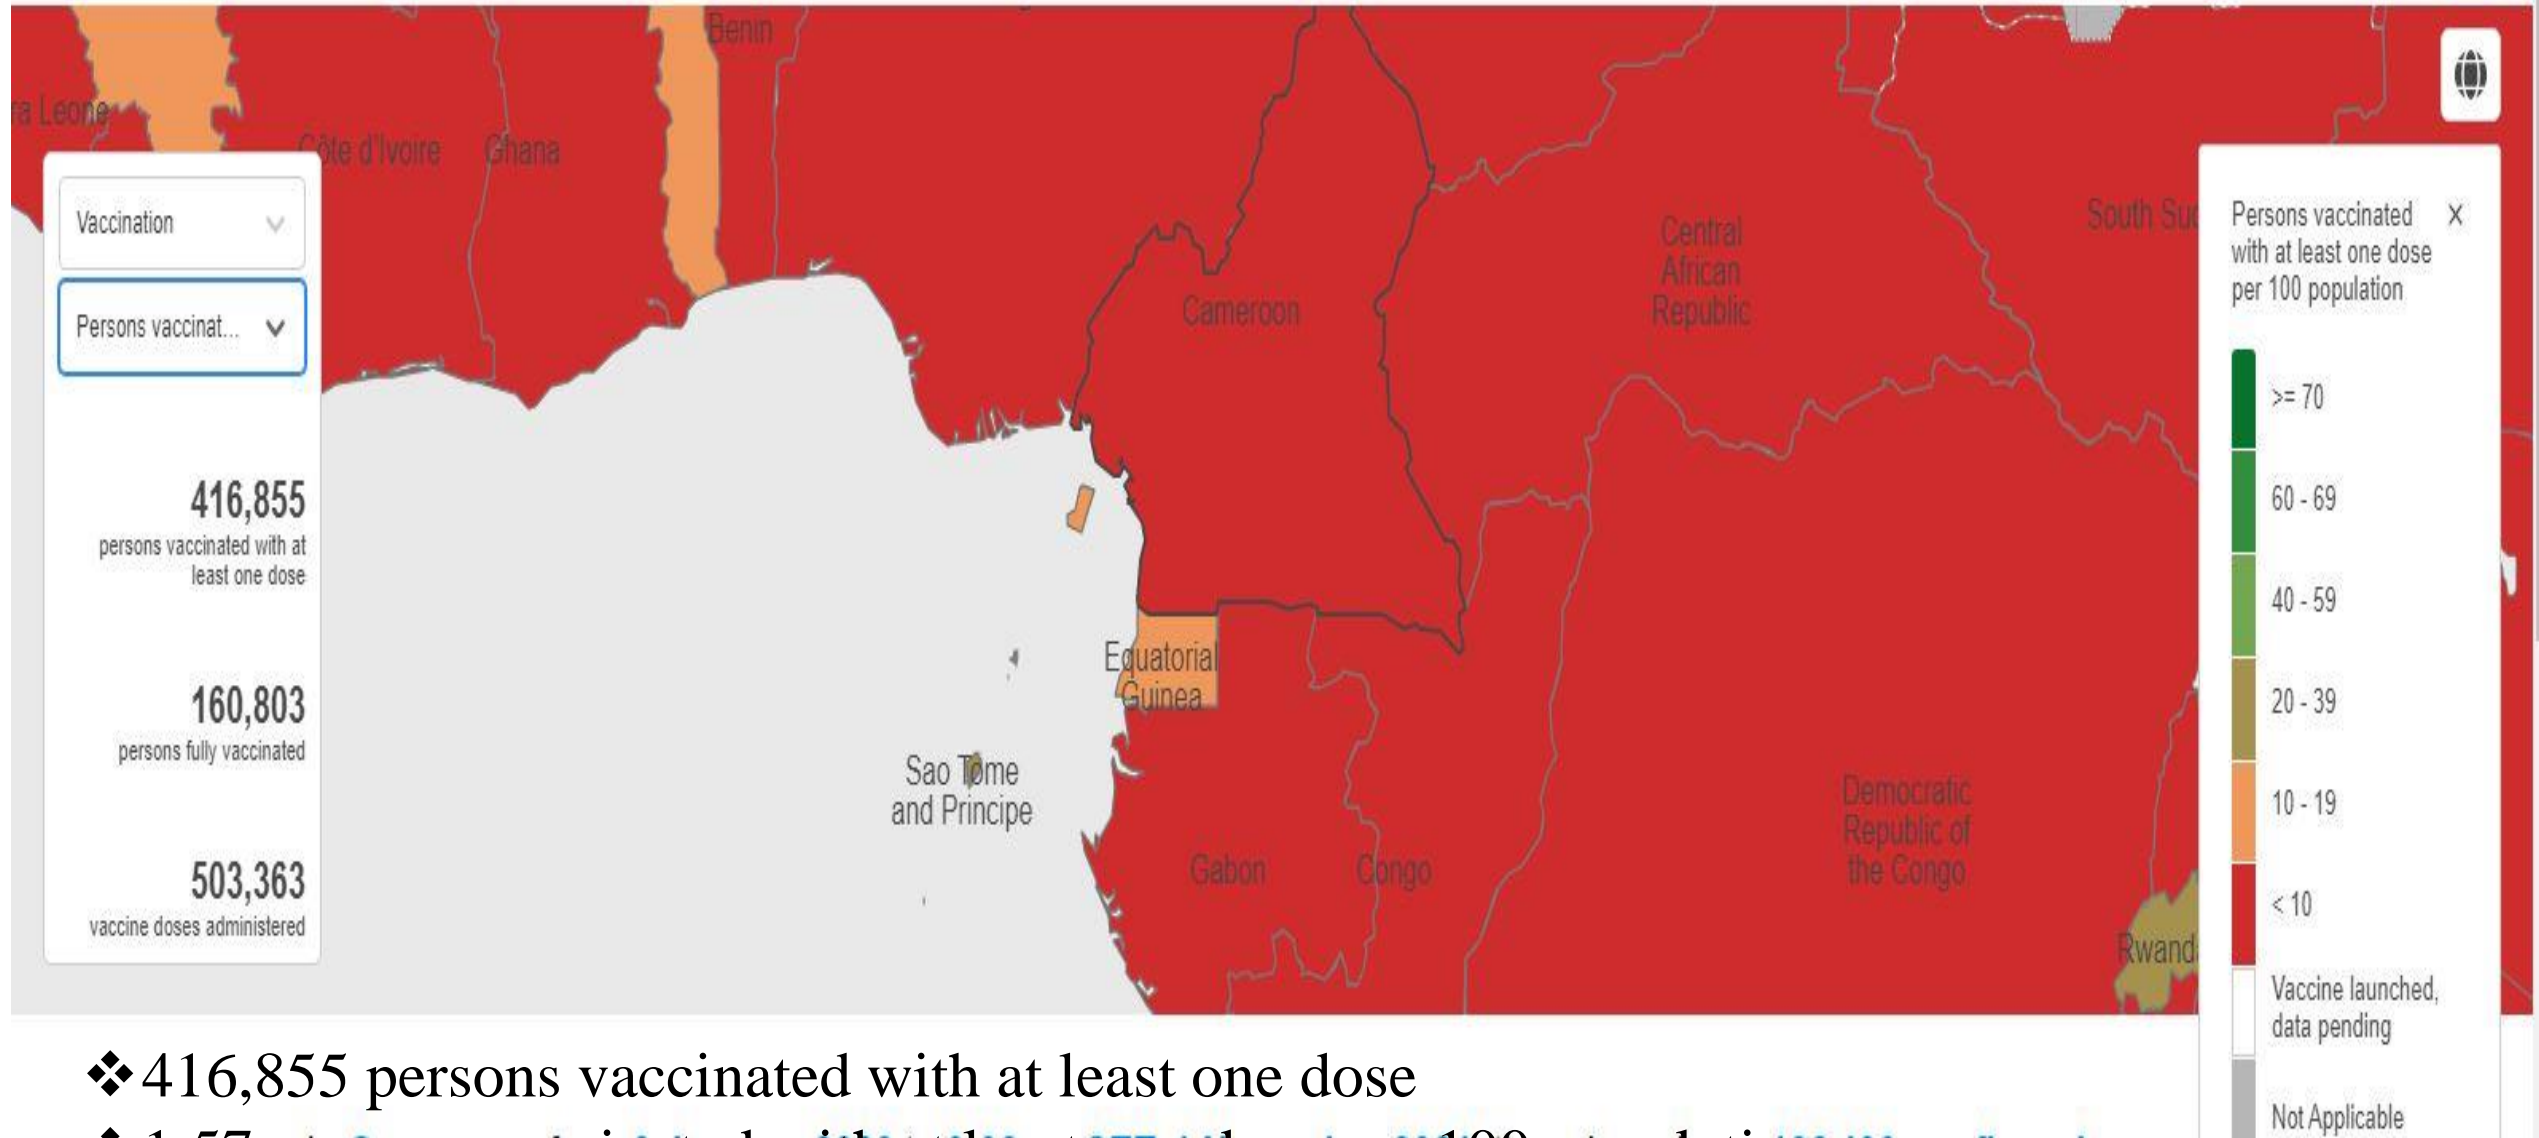 Benin
ra Leone
Côte d'Ivoire
Ghana
Vaccination
Persons vaccinat...
416,855
persons vaccinated with at
least one dose
160,803
persons fully vaccinated
503,363
vaccine doses administered
Cameroon
Central
African
Republic
South Suc
Equatorial
Guinea
Sao Tome
and Principe
Gabon
Congo
Democratic
Republic of
the Congo
Rwand
Persons vaccinated
with at least one dose
per 100 population
>= 70
60 - 69
40 - 59
20 - 39
10 - 19
< 10
Vaccine launched,
data pending
Not Applicable
❖416,855 persons vaccinated with at least one dose